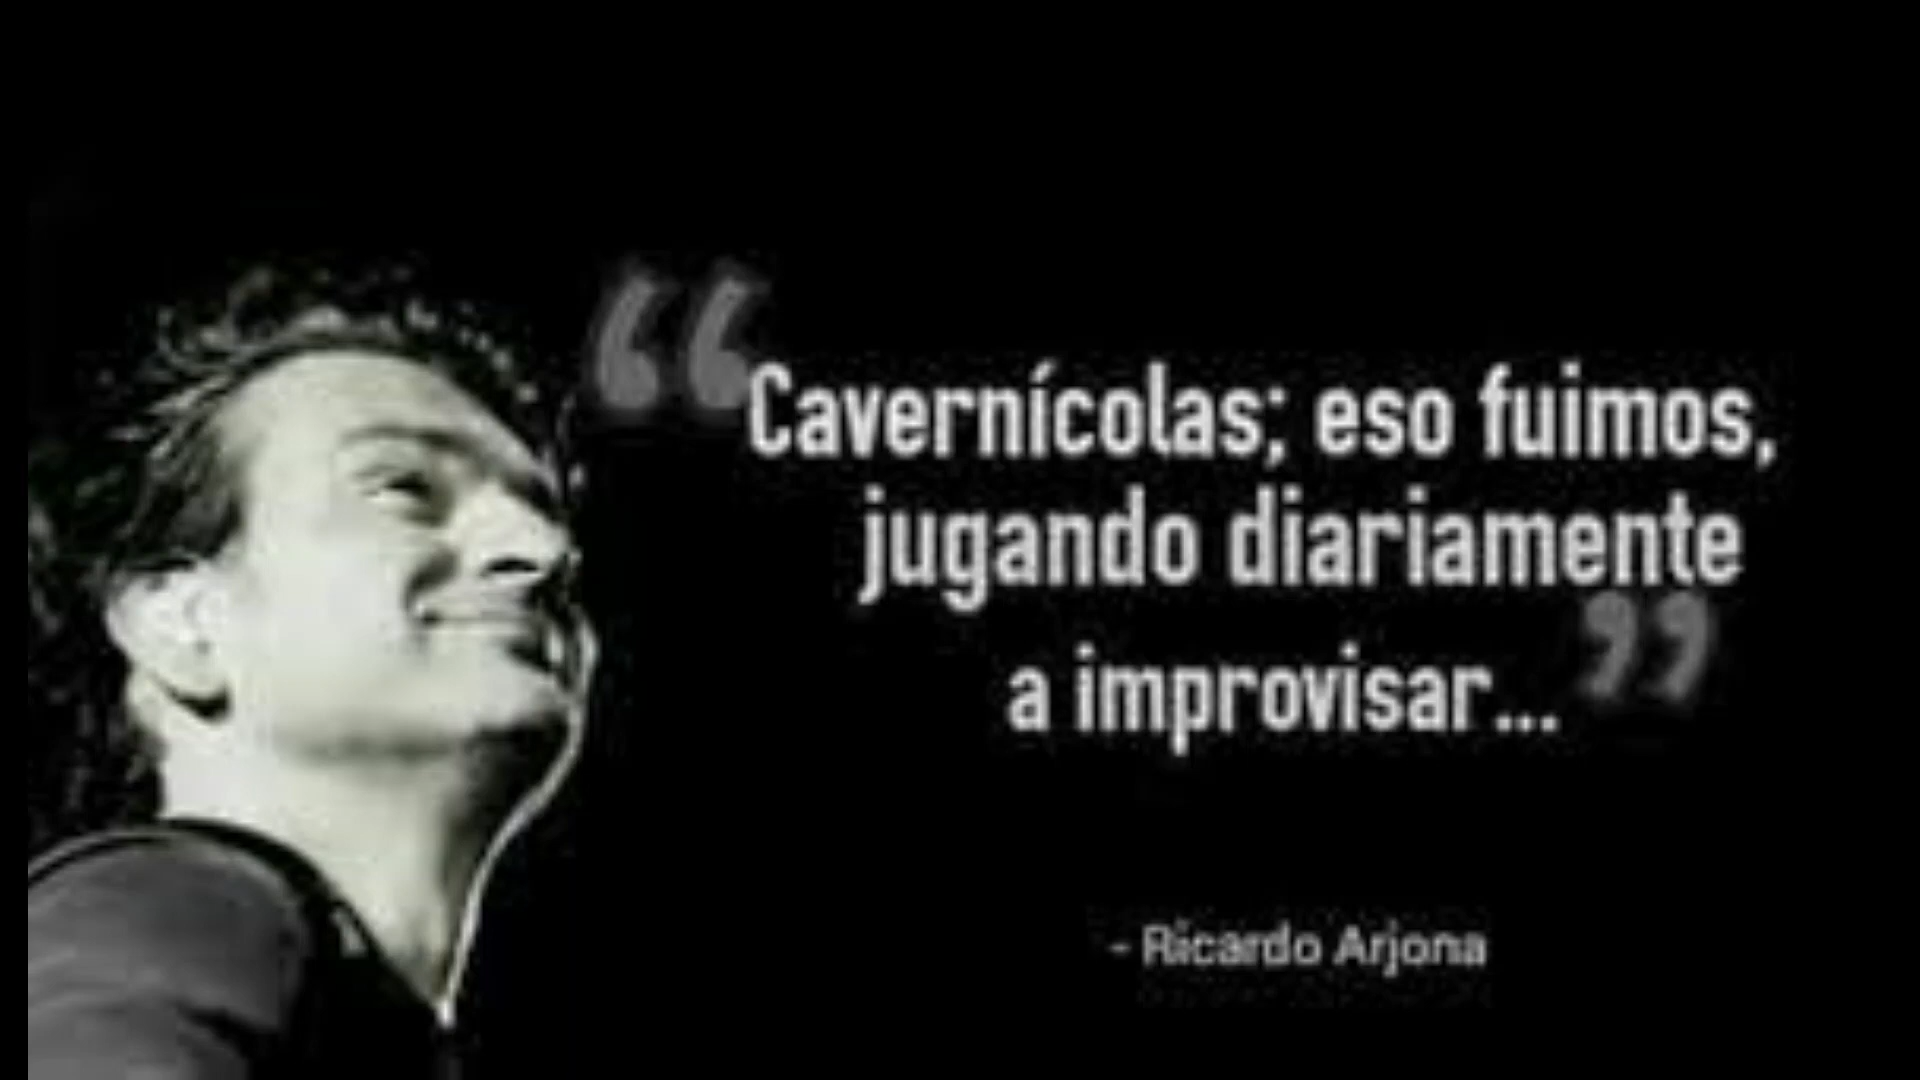 “Cavernícolas; eso fuimos,
jugando diariamente
a improvisar...”
- Ricardo Arjona